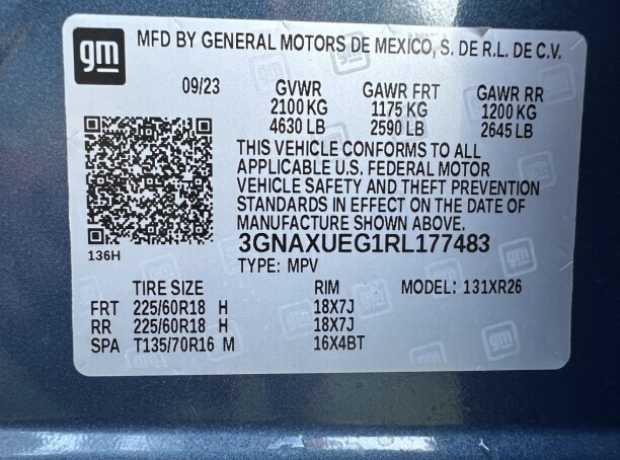 gm MFD BY GENERAL MOTORS DE MEXICO, S. DE R.L. DE C.V.
09/23 GVWR GAWR FRT GAWR RR
2100 KG 1175 KG 1200 KG
4630 LB 2590 LB 2645 LB
THIS VEHICLE CONFORMS TO ALL
APPLICABLE U.S. FEDERAL MOTOR
VEHICLE SAFETY AND THEFT PREVENTION
STANDARDS IN EFFECT ON THE DATE
OF MANUFACTURE SHOWN ABOVE.
3GNAXUEG1RL177483
136H
TYPE: MPV
TIRE SIZE RIM MODEL: 131XR26
FRT 225/60R18 H 18X7J
RR 225/60R18 H 18X7J
SPA T135/70R16 M 16X4BT